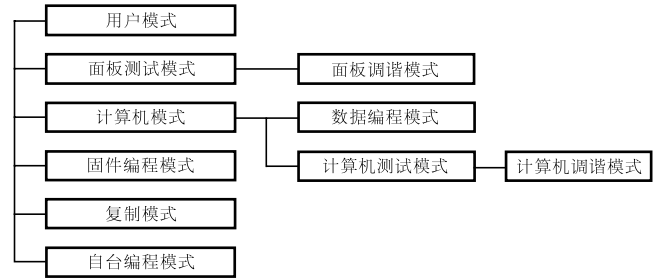 用户模式
面板测试模式
面板调谐模式
计算机模式
数据编程模式
固件编程模式
计算机测试模式
计算机调谐模式
复制模式
自台编程模式